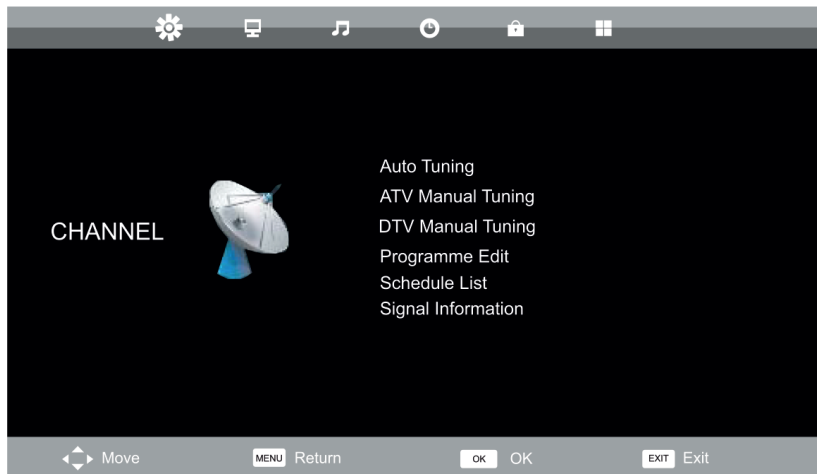 CHANNEL
Auto Tuning
ATV Manual Tuning
DTV Manual Tuning
Programme Edit
Schedule List
Signal Information
Move MENU Return OK OK EXIT Exit